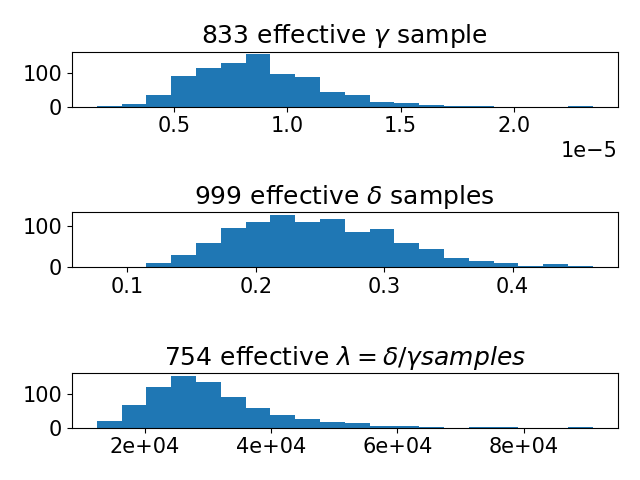 833 effective γ sample
100
0
0.5 1.0 1.5 2.0
1e−5
999 effective δ samples
100
0
0.1 0.2 0.3 0.4
754 effective λ = δ/γsamples
100
0
2e+04 4e+04 6e+04 8e+04